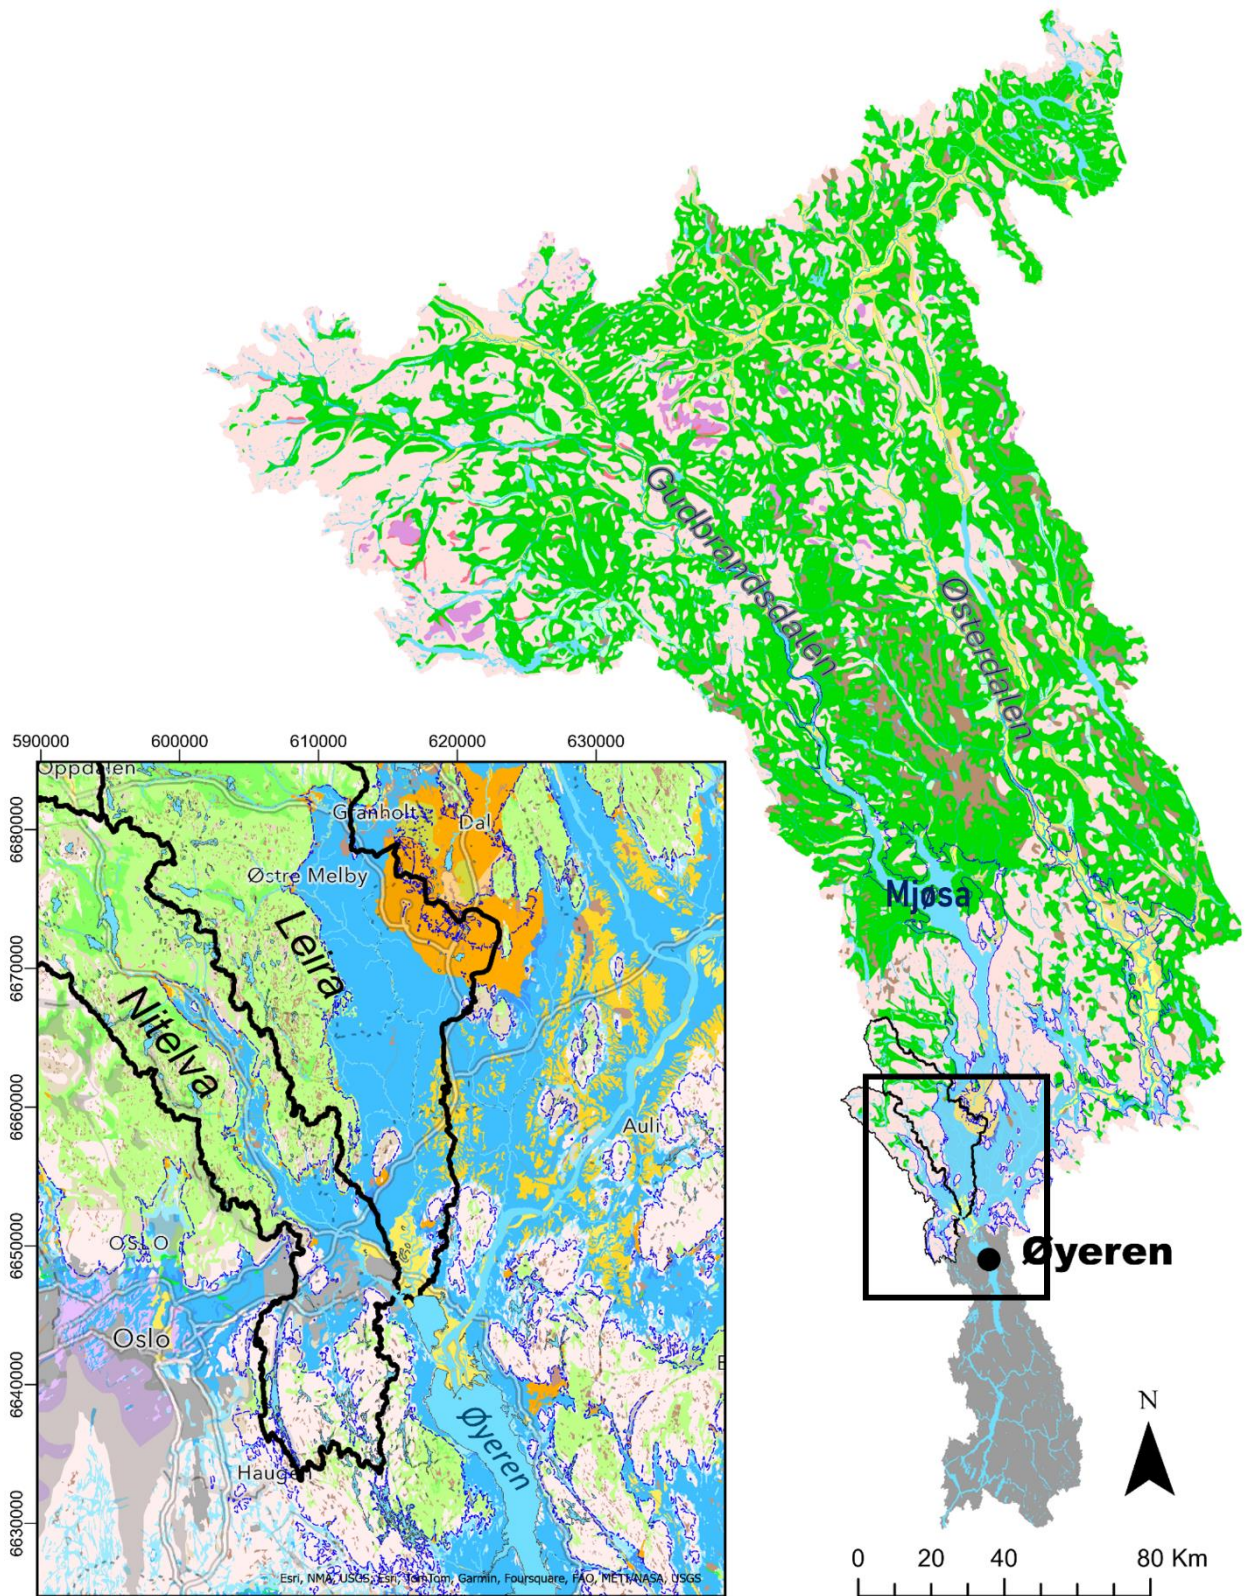 Gudbrandsdalen
Østerdalen
Mjøsa
Øyeren
N
0 20 40 80 Km
590000 600000 610000 620000 630000
6680000
6670000
6660000
6650000
6640000
6630000
Oppdalen
Granholt
Dal
Østre Melby
Leira
Nitelva
Auli
OSLO
Oslo
Øyeren
Haugen
Esri, NMA, USGS, Esri, TomTom, Garmin, Foursquare, FAO, METI/NASA, USGS